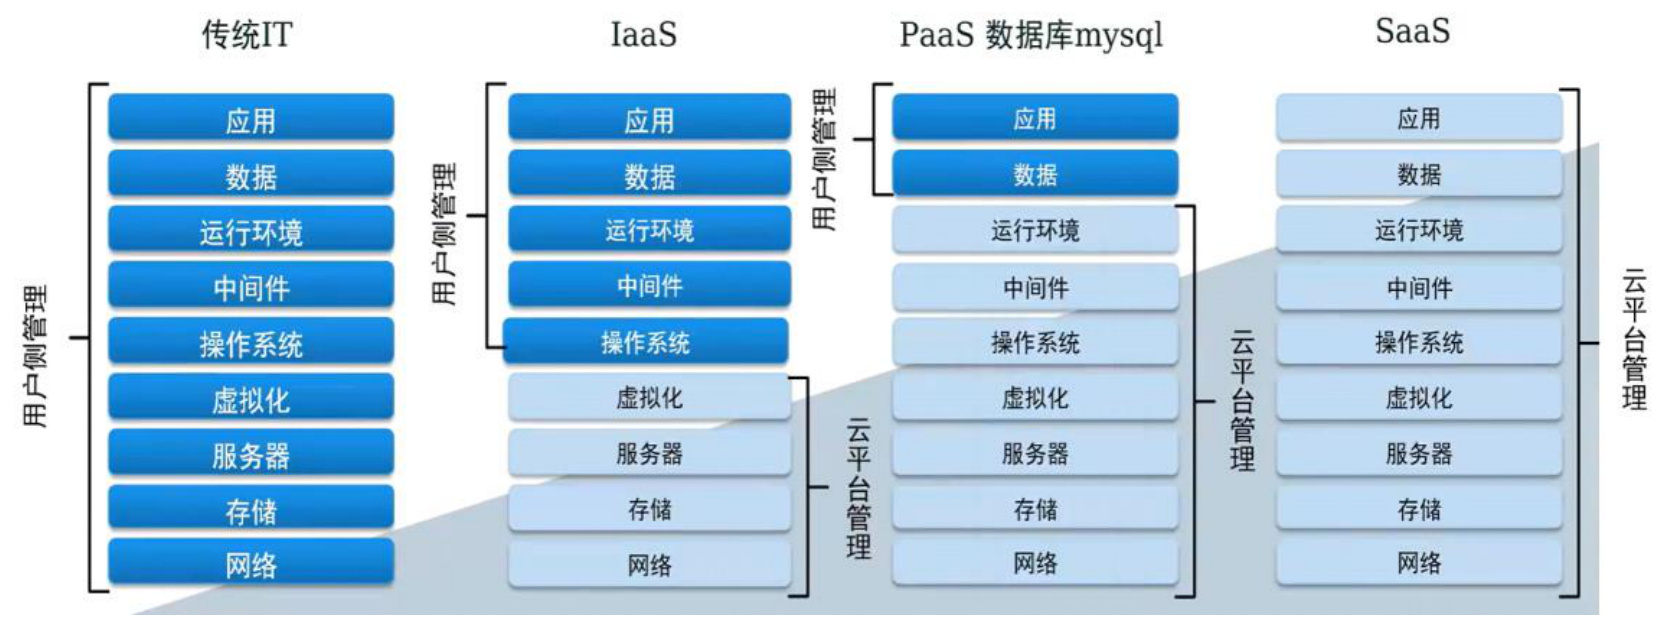 传统IT
用户侧管理
应用
数据
运行环境
中间件
操作系统
虚拟化
服务器
存储
网络
IaaS
用户侧管理
应用
数据
运行环境
中间件
操作系统
虚拟化
服务器
存储
网络
云平台管理
PaaS 数据库mysql
用户侧管理
应用
数据
运行环境
中间件
操作系统
虚拟化
服务器
存储
网络
云平台管理
SaaS
应用
数据
运行环境
中间件
操作系统
虚拟化
服务器
存储
网络
云平台管理